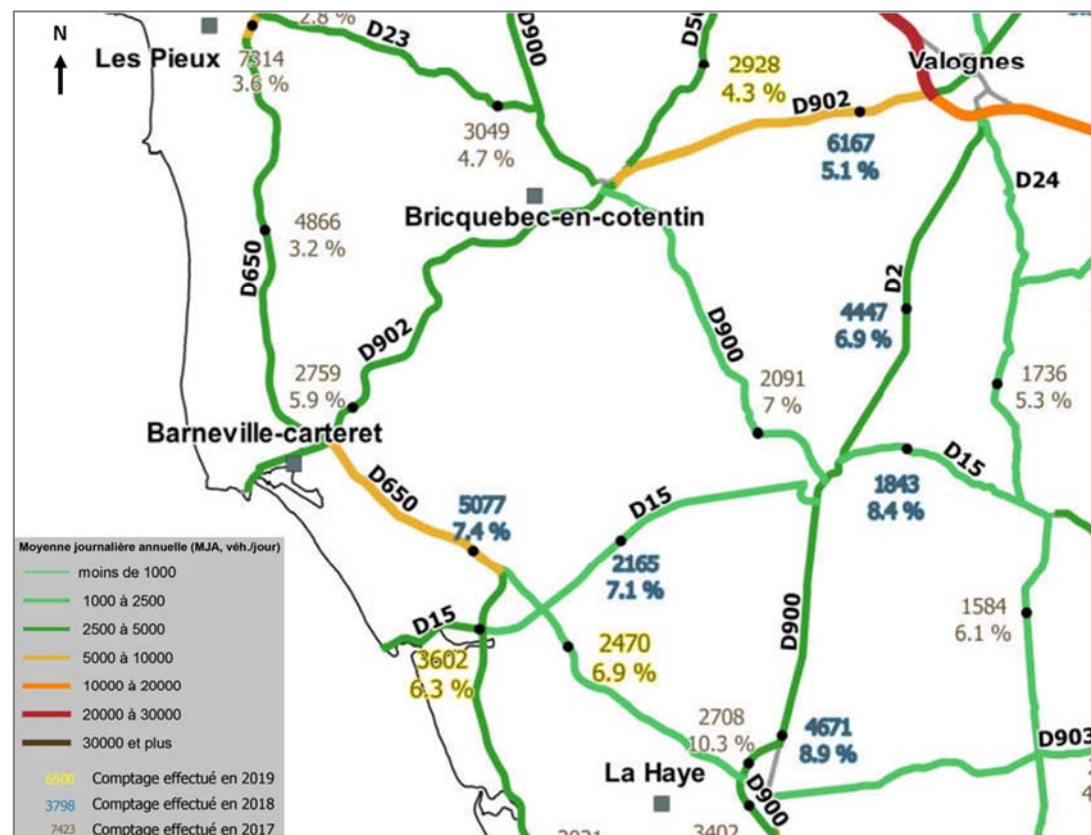 N
2.8 %
D23
D900
D50
Les Pieux
7314
3.6 %
2928
4.3 %
Valognes
D902
3049
4.7 %
6167
5.1 %
D24
Bricquebec-en-cotentin
4866
3.2 %
D650
D2
D902
D900
4447
6.9 %
2759
5.9 %
2091
7 %
1736
5.3 %
Barneville-carteret
D650
D15
1843
8.4 %
5077
7.4 %
D15
2165
7.1 %
D900
1584
6.1 %
D15
3602
6.3 %
2470
6.9 %
2708
10.3 %
4671
8.9 %
D903
La Haye
D900
3402
Moyenne journalière annuelle (MJA, véh./jour)
moins de 1000
1000 à 2500
2500 à 5000
5000 à 10000
10000 à 20000
20000 à 30000
30000 et plus
6500 Comptage effectué en 2019
3798 Comptage effectué en 2018
7423 Comptage effectué en 2017